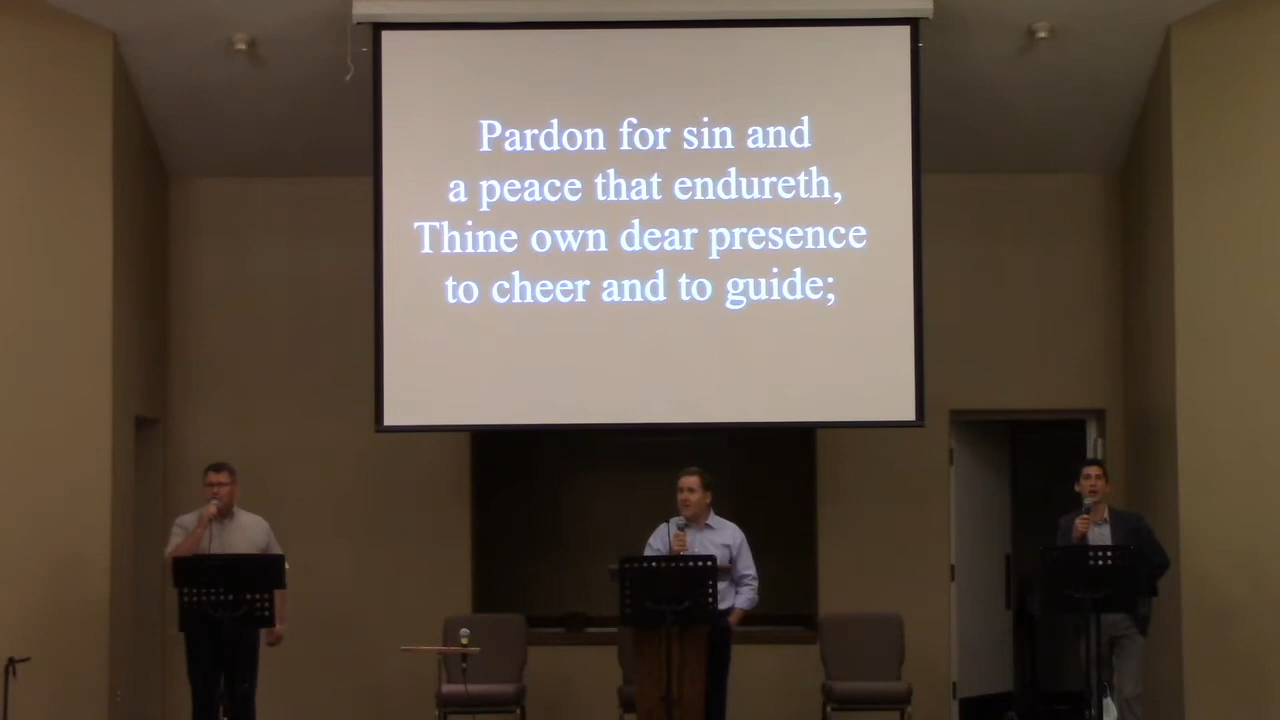 Pardon for sin and
a peace that endureth,
Thine own dear presence
to cheer and to guide;